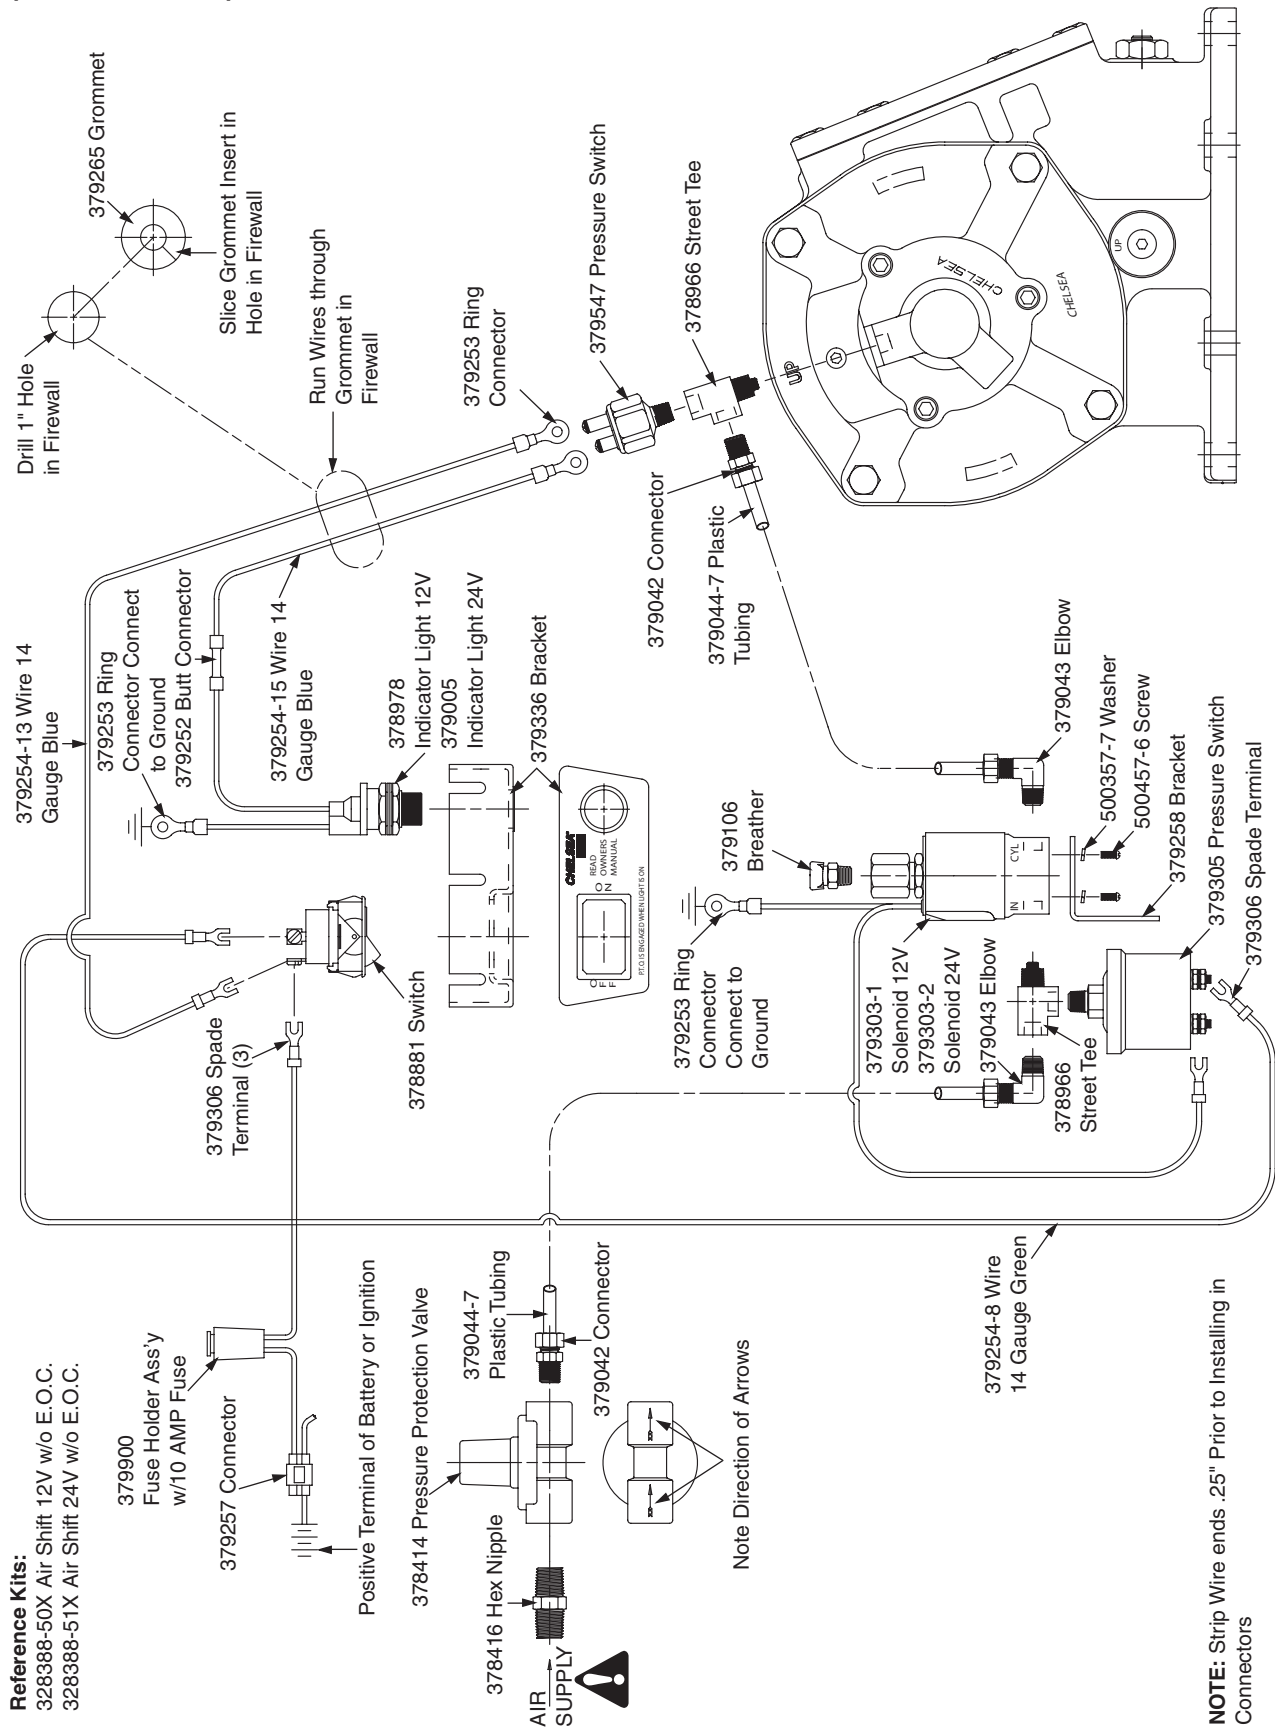 Reference Kits:
328388-50X Air Shift 12V w/o E.O.C.
328388-51X Air Shift 24V w/o E.O.C.
379900
Fuse Holder Ass'y
w/10 AMP Fuse
379257 Connector
Positive Terminal of Battery or Ignition
378414 Pressure Protection Valve
378416 Hex Nipple
AIR
SUPPLY
379044-7
Plastic Tubing
379042 Connector
Note Direction of Arrows
379254-8 Wire
14 Gauge Green
NOTE: Strip Wire ends .25" Prior to Installing in
Connectors
379254-13 Wire 14
Gauge Blue
379253 Ring
Connector Connect
to Ground
379252 Butt Connector
379254-15 Wire 14
Gauge Blue
379306 Spade
Terminal (3)
378881 Switch
378978
Indicator Light 12V
379005
Indicator Light 24V
379336 Bracket
CHELSEA
READ
OWNERS
MANUAL
ON
OFF
P.T.O. IS ENGAGED WHEN LIGHT IS ON
379106
Breather
379253 Ring
Connector
Connect to
Ground
379303-1
Solenoid 12V
379303-2
Solenoid 24V
IN
CYL
379043 Elbow
378966
Street Tee
379043 Elbow
500357-7 Washer
500457-6 Screw
379258 Bracket
379305 Pressure Switch
379306 Spade Terminal
Drill 1" Hole
in Firewall
379265 Grommet
Slice Grommet Insert in
Hole in Firewall
Run Wires through
Grommet in
Firewall
379253 Ring
Connector
379547 Pressure Switch
378966 Street Tee
379042 Connector
379044-7 Plastic
Tubing
UP
CHELSEA
CHELSEA
UP